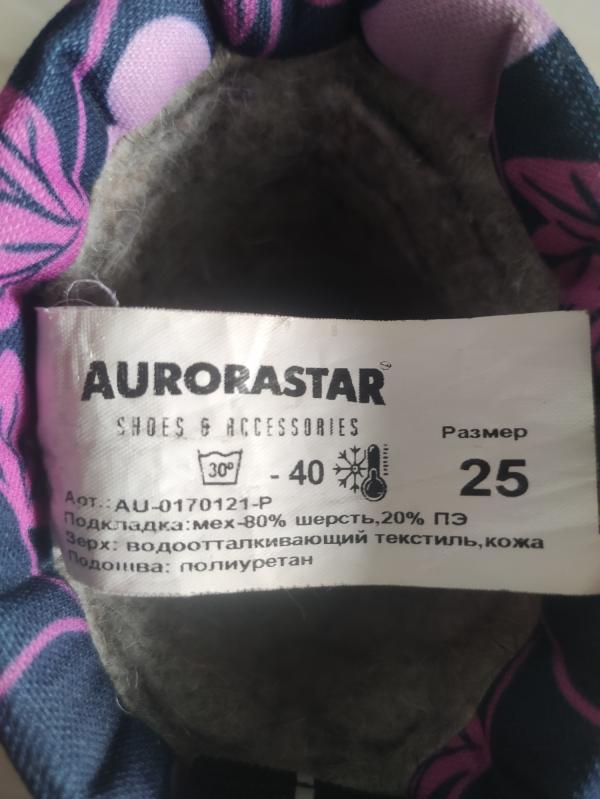 AURORASTAR
SHOES & ACCESSORIES
Размер
30° - 40 25
Арт.: AU-0170121-P
Подкладка:мех-80% шерсть,20% ПЭ
Верх: водоотталкивающий текстиль,кожа
Подошва: полиуретан